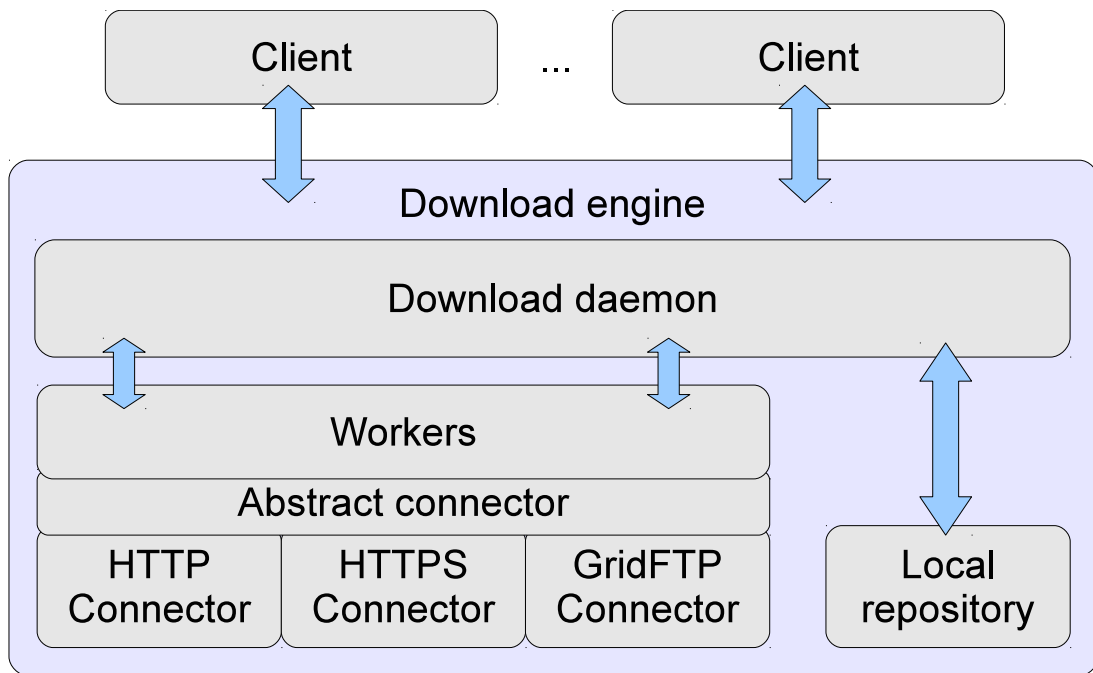 Client
...
Client
Download engine
Download daemon
Workers
Abstract connector
HTTP
Connector
HTTPS
Connector
GridFTP
Connector
Local
repository